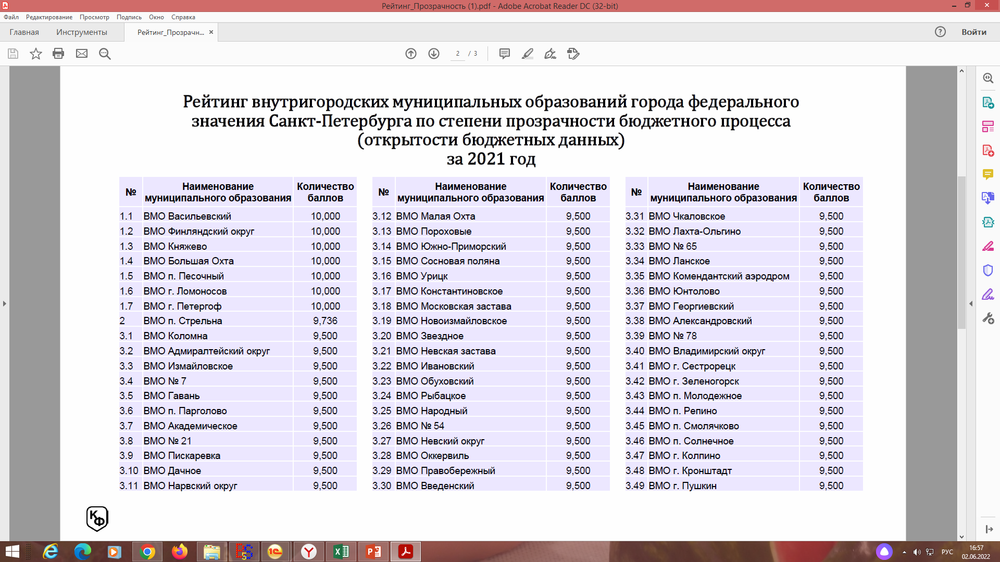 Рейтинг_Прозрачность (1).pdf - Adobe Acrobat Reader DC (32-bit)
Файл Редактирование Просмотр Подпись Окно Справка
Главная Инструменты Рейтинг_Прозрачн... × Войти
2 / 3
Рейтинг внутригородских муниципальных образований города федерального
значения Санкт-Петербурга по степени прозрачности бюджетного процесса
(открытости бюджетных данных)
за 2021 год
№ Наименование муниципального образования Количество баллов
1.1 ВМО Васильевский 10,000
1.2 ВМО Финляндский округ 10,000
1.3 ВМО Княжево 10,000
1.4 ВМО Большая Охта 10,000
1.5 ВМО п. Песочный 10,000
1.6 ВМО г. Ломоносов 10,000
1.7 ВМО г. Петергоф 10,000
2 ВМО п. Стрельна 9,736
3.1 ВМО Коломна 9,500
3.2 ВМО Адмиралтейский округ 9,500
3.3 ВМО Измайловское 9,500
3.4 ВМО № 7 9,500
3.5 ВМО Гавань 9,500
3.6 ВМО п. Парголово 9,500
3.7 ВМО Академическое 9,500
3.8 ВМО № 21 9,500
3.9 ВМО Пискаревка 9,500
3.10 ВМО Дачное 9,500
3.11 ВМО Нарвский округ 9,500
№ Наименование муниципального образования Количество баллов
3.12 ВМО Малая Охта 9,500
3.13 ВМО Пороховые 9,500
3.14 ВМО Южно-Приморский 9,500
3.15 ВМО Сосновая поляна 9,500
3.16 ВМО Урицк 9,500
3.17 ВМО Константиновское 9,500
3.18 ВМО Московская застава 9,500
3.19 ВМО Новоизмайловское 9,500
3.20 ВМО Звездное 9,500
3.21 ВМО Невская застава 9,500
3.22 ВМО Ивановский 9,500
3.23 ВМО Обуховский 9,500
3.24 ВМО Рыбацкое 9,500
3.25 ВМО Народный 9,500
3.26 ВМО № 54 9,500
3.27 ВМО Невский округ 9,500
3.28 ВМО Оккервиль 9,500
3.29 ВМО Правобережный 9,500
3.30 ВМО Введенский 9,500
№ Наименование муниципального образования Количество баллов
3.31 ВМО Чкаловское 9,500
3.32 ВМО Лахта-Ольгино 9,500
3.33 ВМО № 65 9,500
3.34 ВМО Ланское 9,500
3.35 ВМО Комендантский аэродром 9,500
3.36 ВМО Юнтолово 9,500
3.37 ВМО Георгиевский 9,500
3.38 ВМО Александровский 9,500
3.39 ВМО № 78 9,500
3.40 ВМО Владимирский округ 9,500
3.41 ВМО г. Сестрорецк 9,500
3.42 ВМО г. Зеленогорск 9,500
3.43 ВМО п. Молодежное 9,500
3.44 ВМО п. Репино 9,500
3.45 ВМО п. Смолячково 9,500
3.46 ВМО п. Солнечное 9,500
3.47 ВМО г. Колпино 9,500
3.48 ВМО г. Кронштадт 9,500
3.49 ВМО г. Пушкин 9,500
КФ
РУС
16:57
02.06.2022